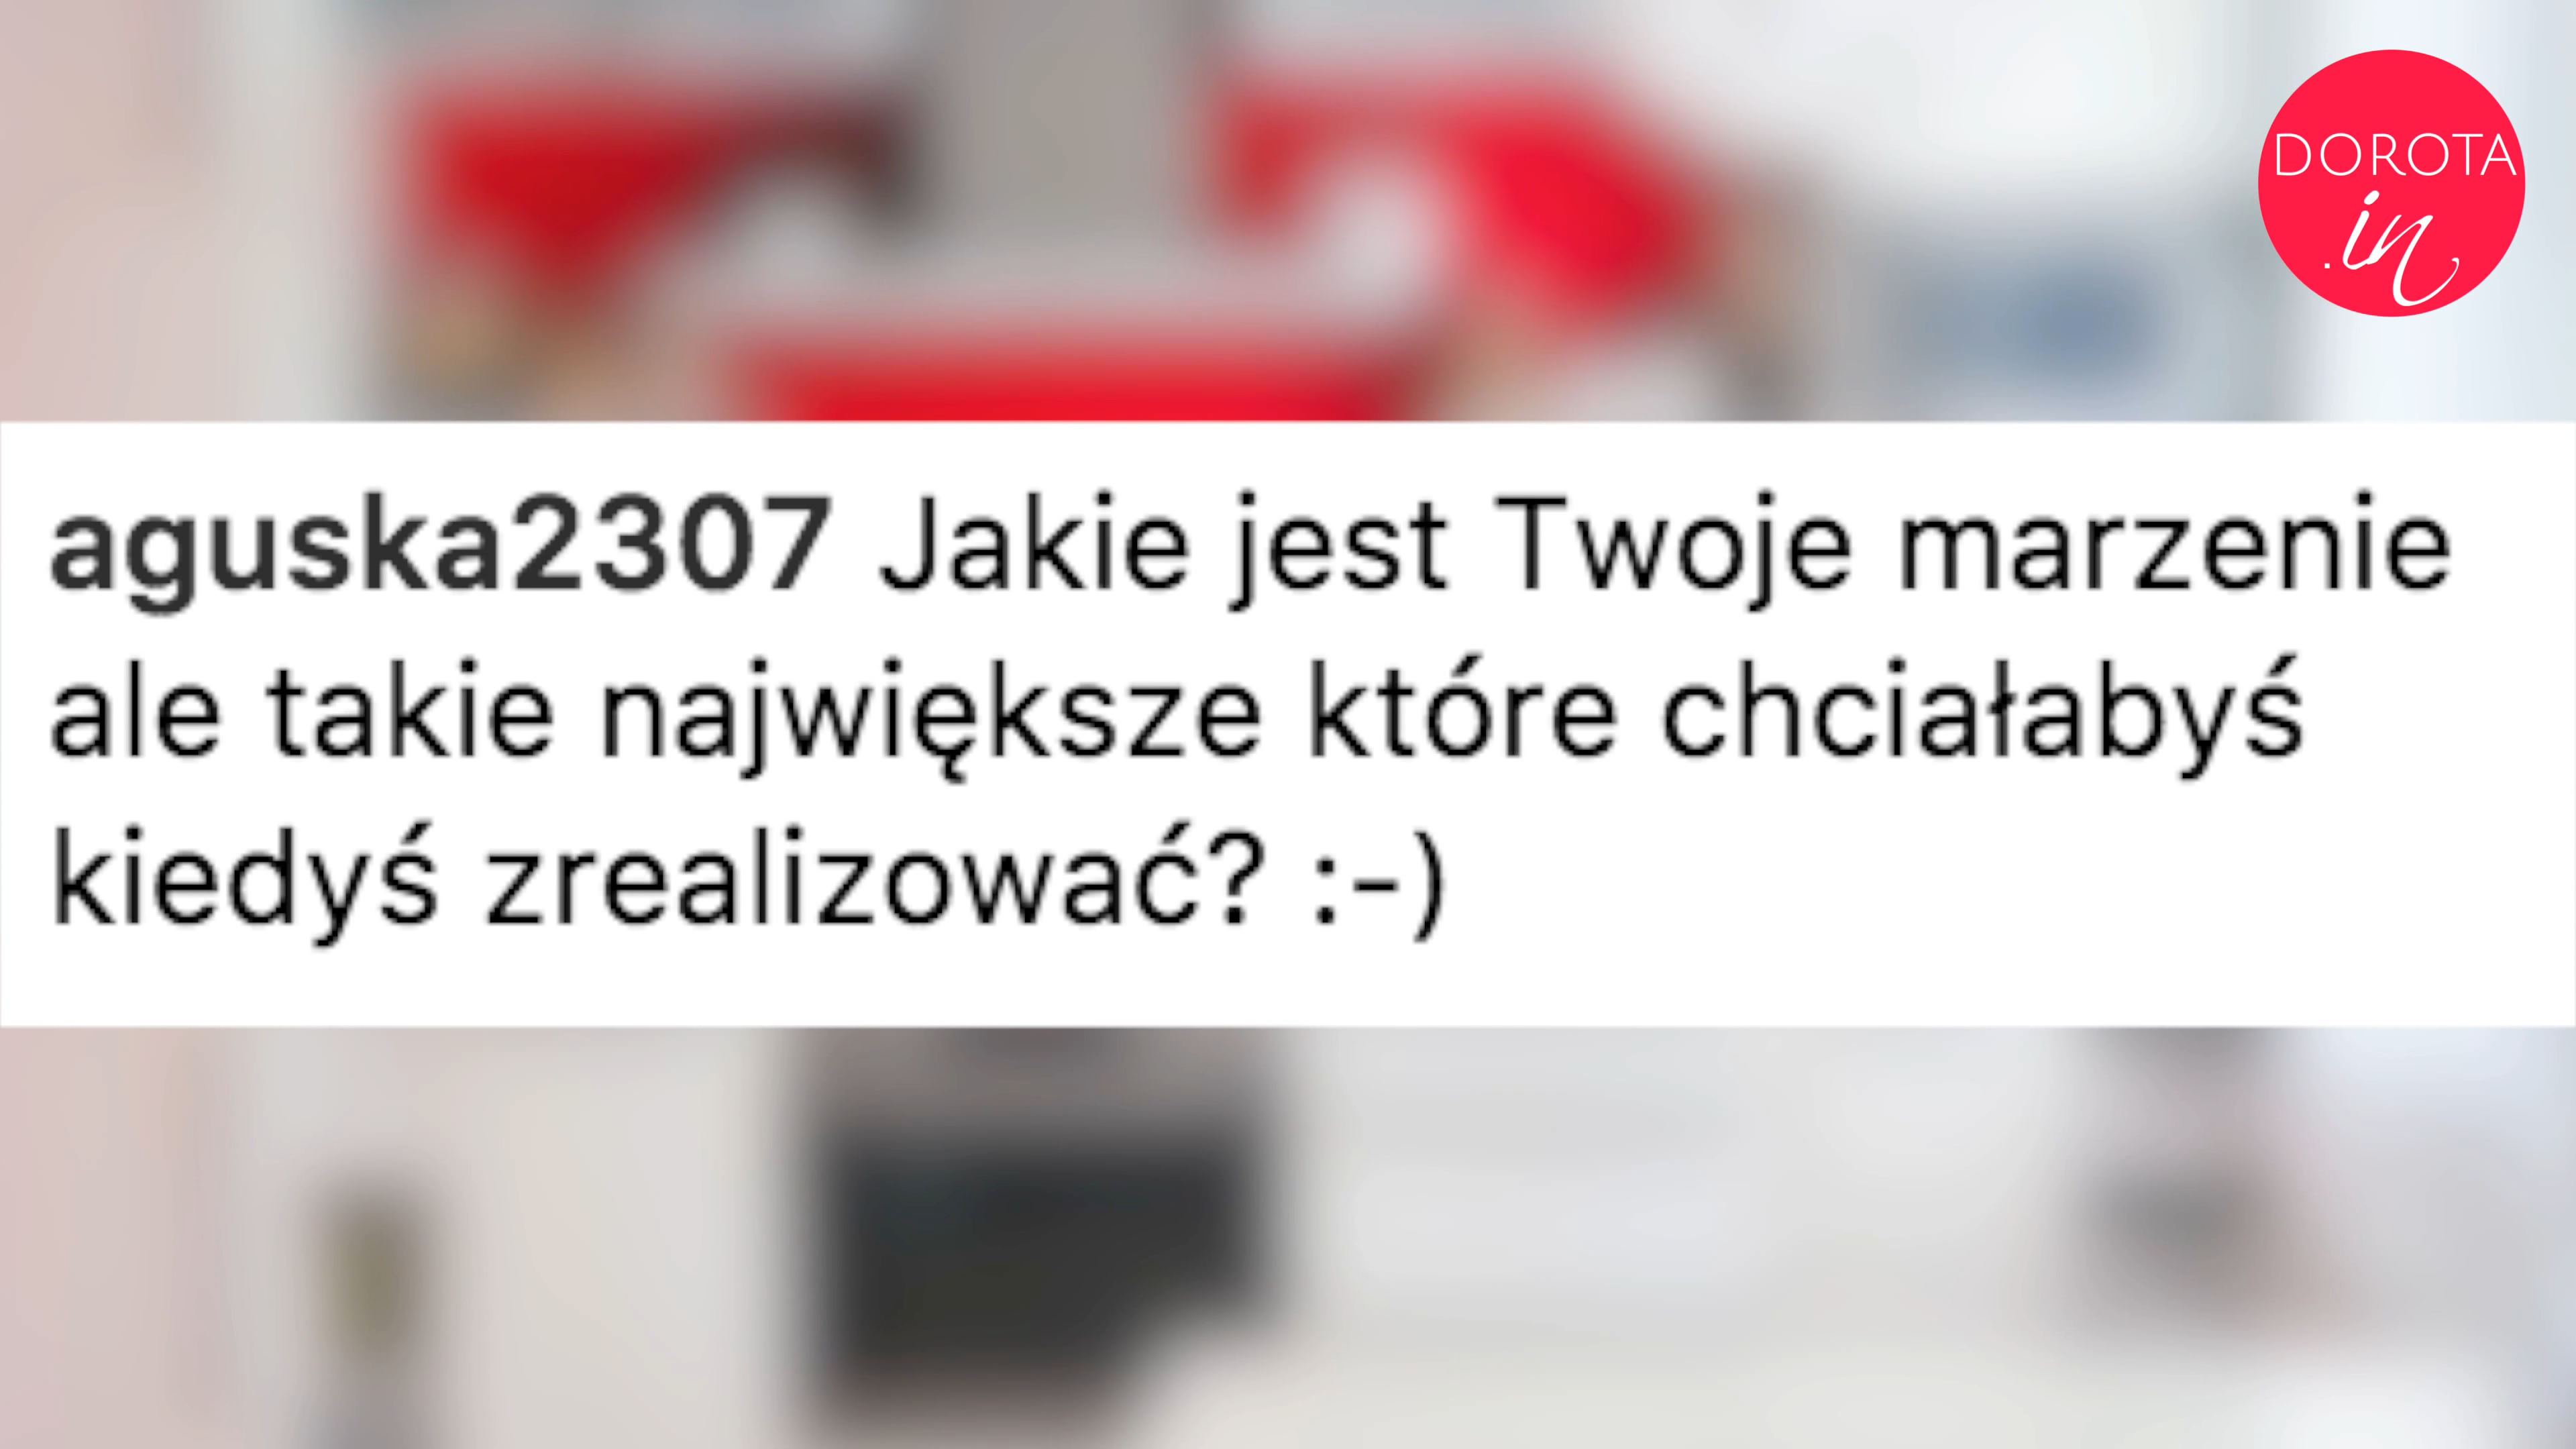 DOROTA
.in
aguska2307 Jakie jest Twoje marzenie
ale takie największe które chciałabyś
kiedyś zrealizować? :-)